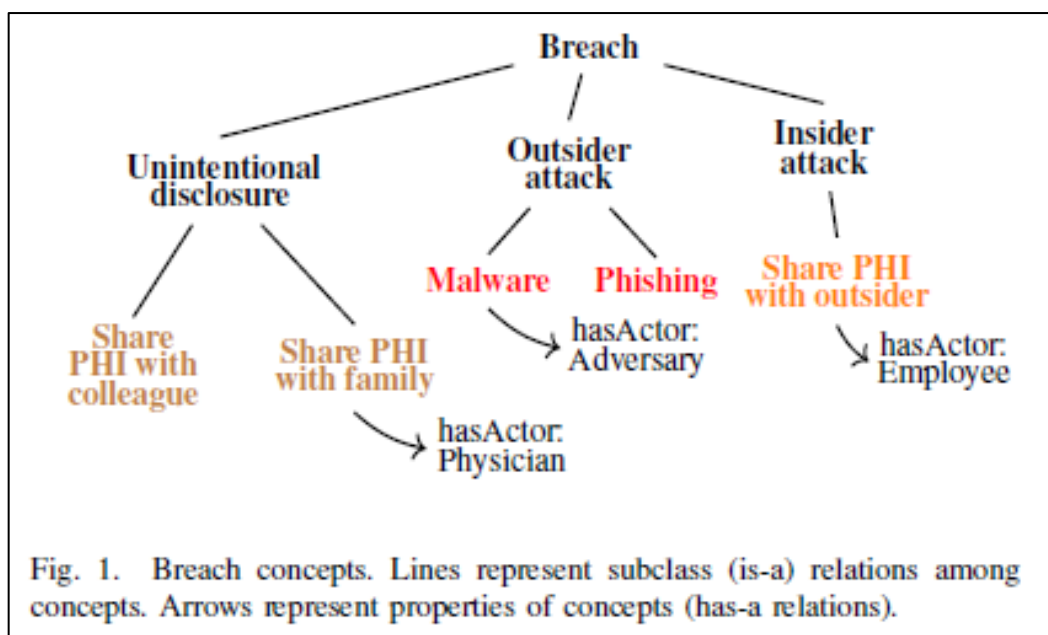 Breach
Unintentional
disclosure
Outsider
attack
Insider
attack
Malware
Phishing
Share PHI
with outsider
Share
PHI with
colleague
Share PHI
with family
hasActor:
Adversary
hasActor:
Employee
hasActor:
Physician
Fig. 1. Breach concepts. Lines represent subclass (is-a) relations among
concepts. Arrows represent properties of concepts (has-a relations).